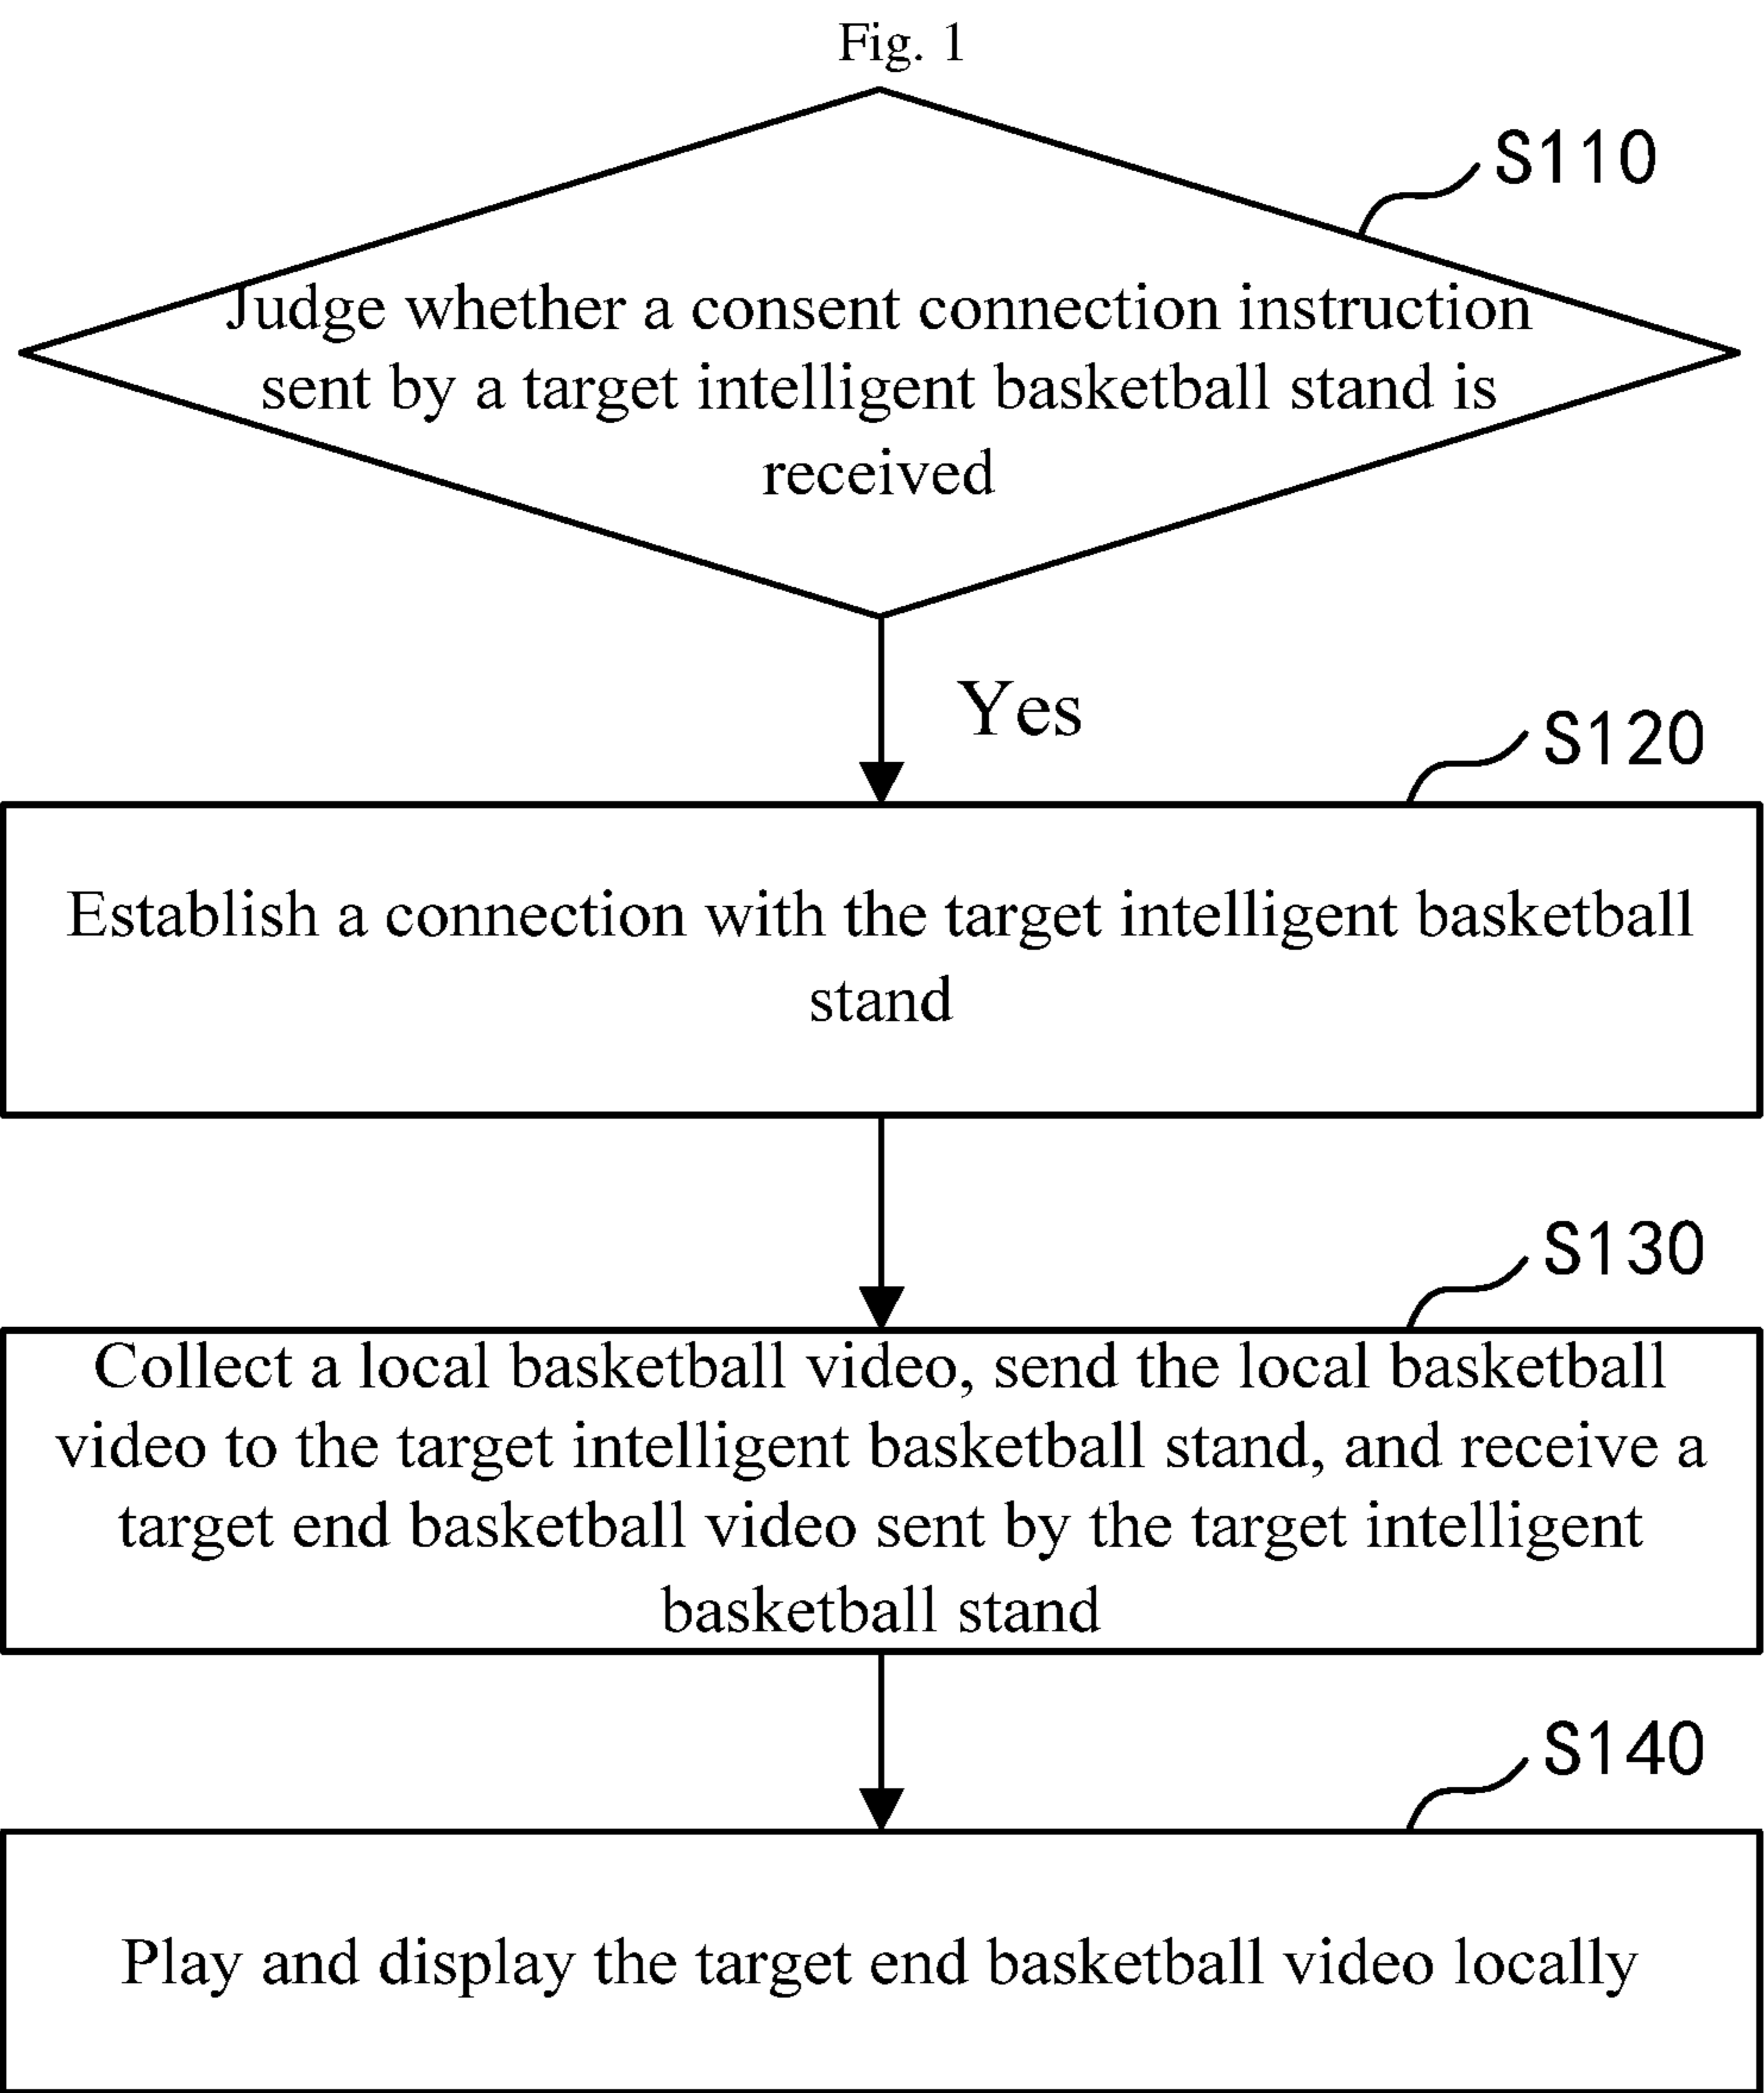 Fig. 1
S110
Judge whether a consent connection instruction
sent by a target intelligent basketball stand is
received
Yes
S120
Establish a connection with the target intelligent basketball
stand
S130
Collect a local basketball video, send the local basketball
video to the target intelligent basketball stand, and receive a
target end basketball video sent by the target intelligent
basketball stand
S140
Play and display the target end basketball video locally